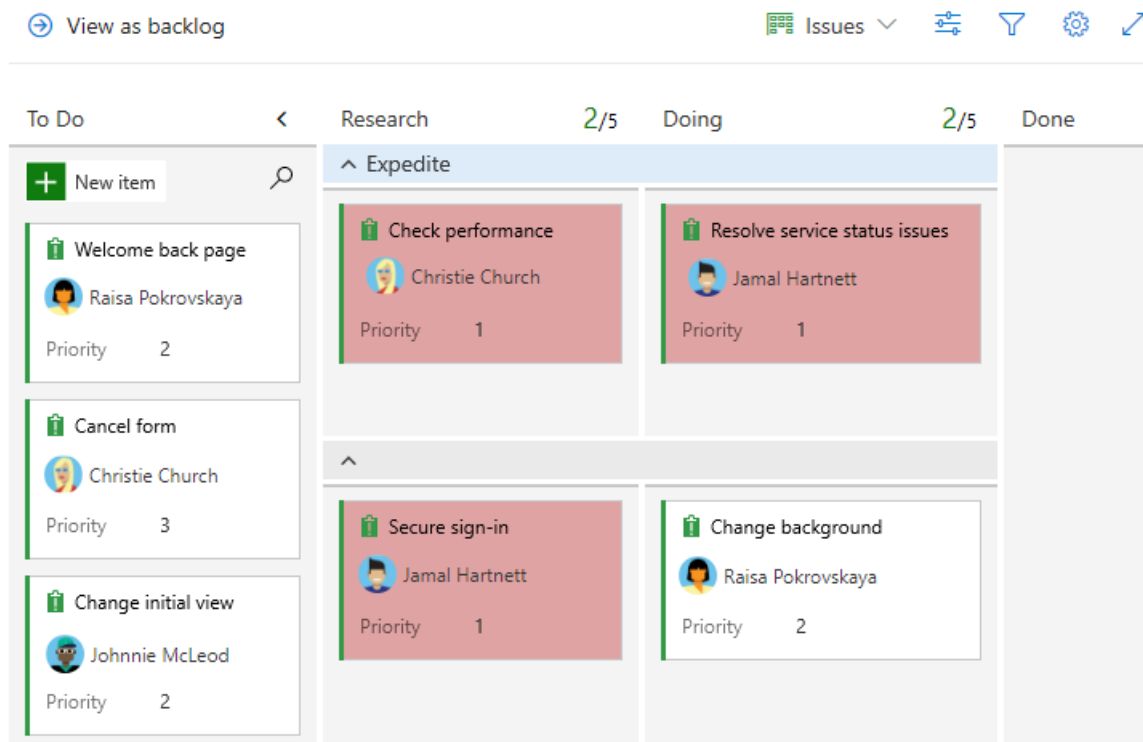 View as backlog
Issues
To Do
Research 2/5
Doing 2/5
Done
New item
Expedite
Welcome back page
Raisa Pokrovskaya
Priority 2
Cancel form
Christie Church
Priority 3
Change initial view
Johnnie McLeod
Priority 2
Check performance
Christie Church
Priority 1
Secure sign-in
Jamal Hartnett
Priority 1
Resolve service status issues
Jamal Hartnett
Priority 1
Change background
Raisa Pokrovskaya
Priority 2